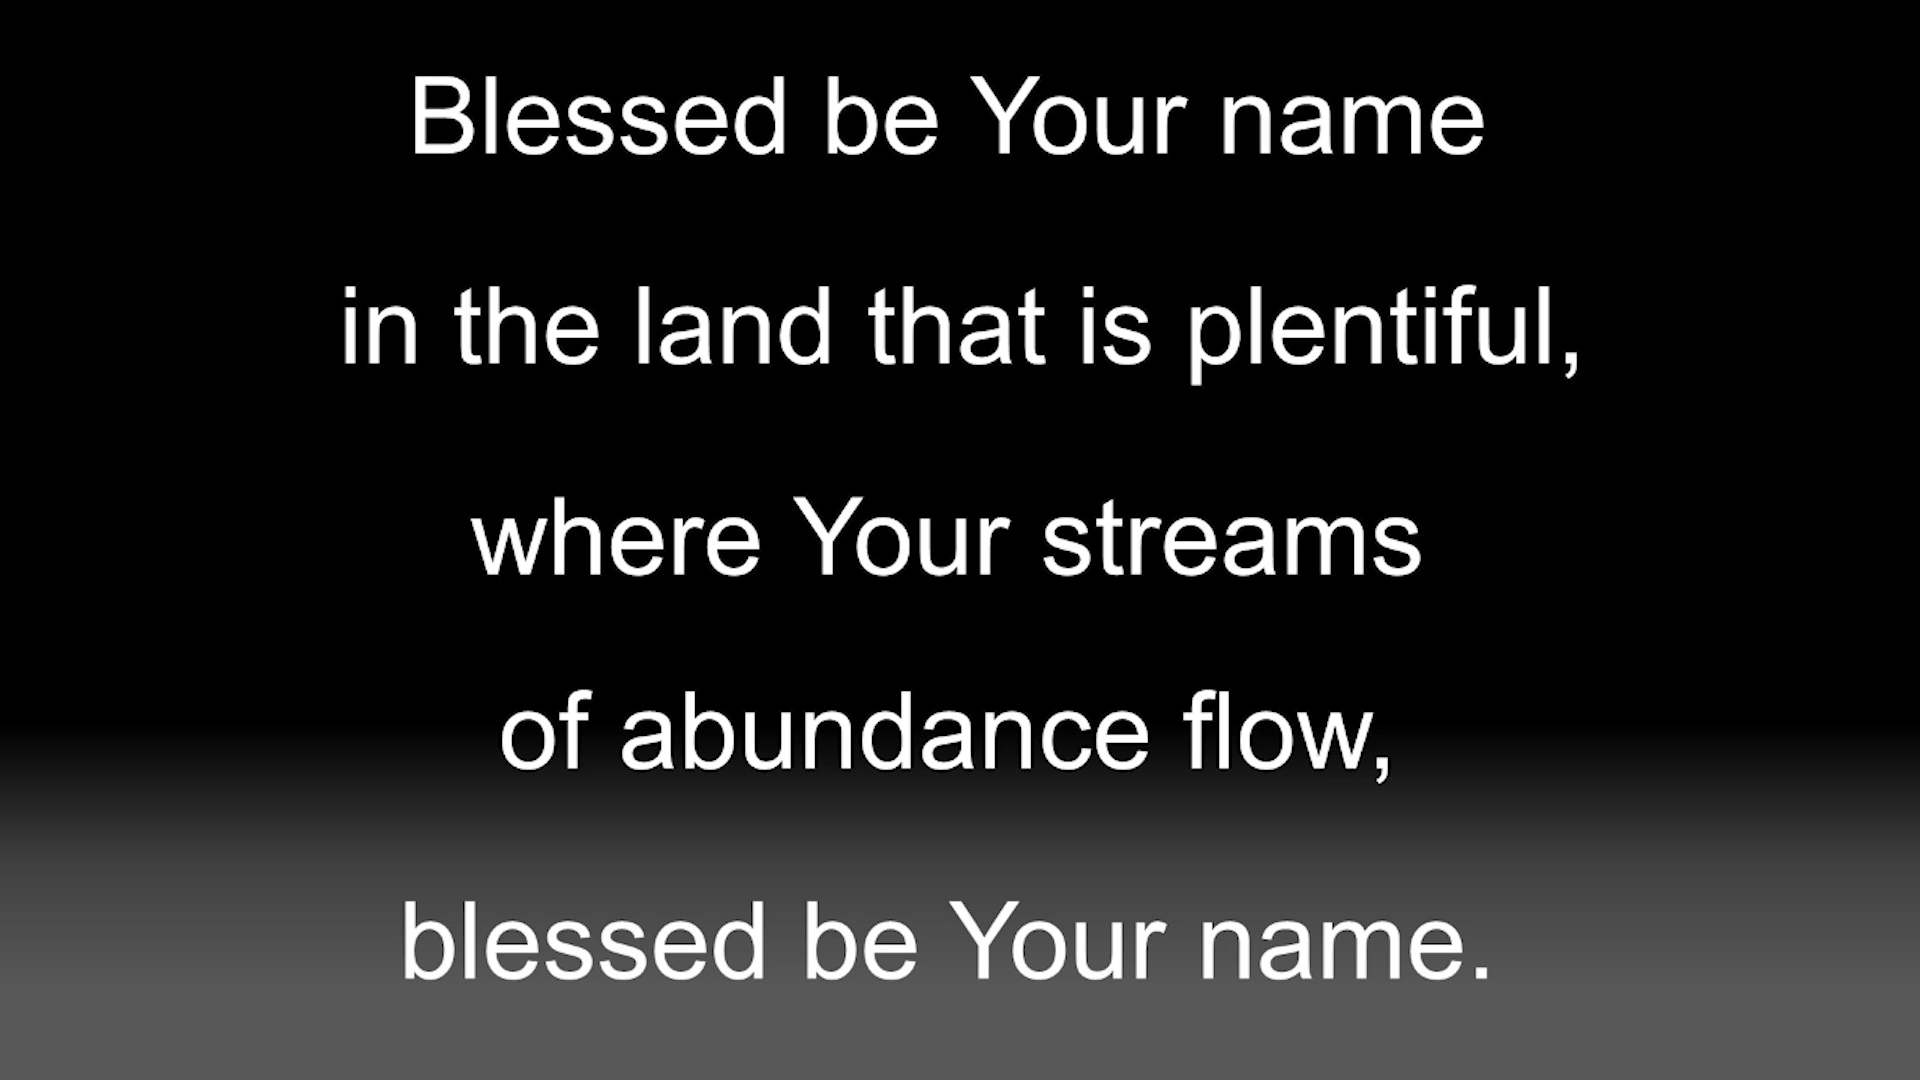 Blessed be Your name
in the land that is plentiful,
where Your streams
of abundance flow,
blessed be Your name.